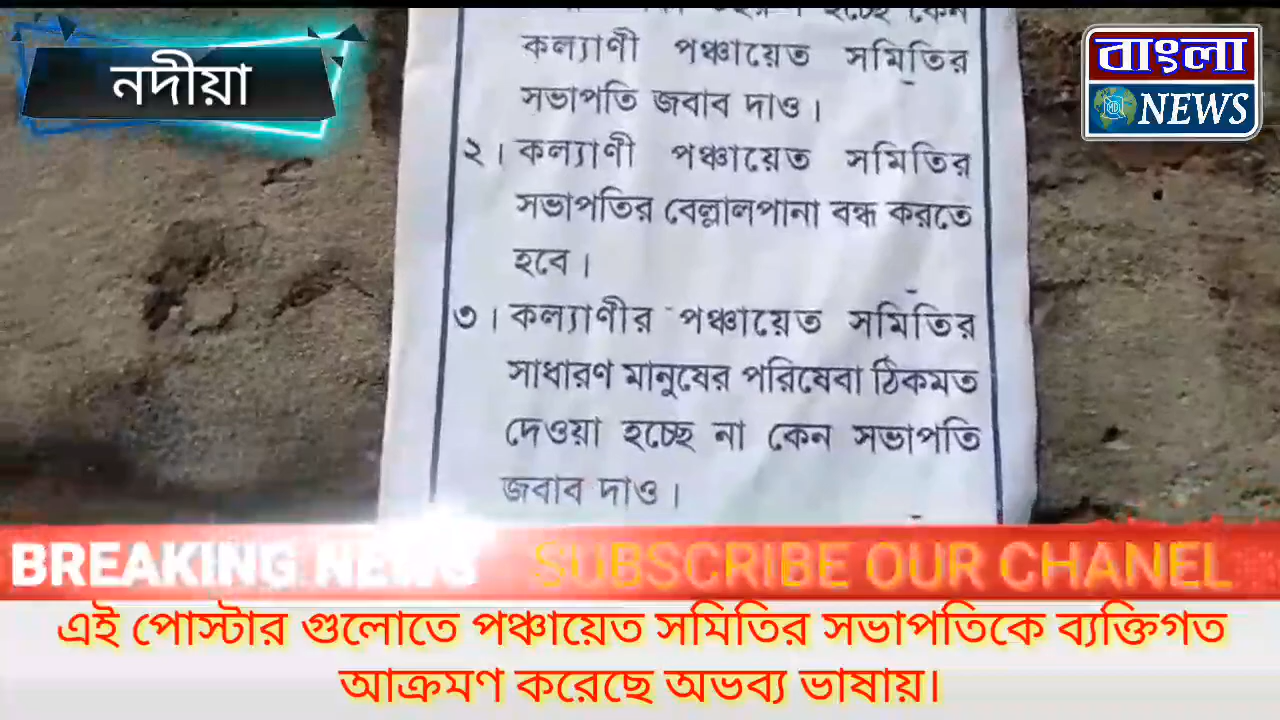 নদীয়া
বাংলা
NEWS
হচ্ছে কেন
কল্যাণী পঞ্চায়েত সমিতির
সভাপতি জবাব দাও।
২। কল্যাণী পঞ্চায়েত সমিতির
সভাপতির বেল্লালপানা বন্ধ করতে
হবে।
৩। কল্যাণীর পঞ্চায়েত সমিতির
সাধারণ মানুষের পরিষেবা ঠিকমত
দেওয়া হচ্ছে না কেন সভাপতি
জবাব দাও।
BREAKING NEWS SUBSCRIBE OUR CHANEL
এই পোস্টার গুলোতে পঞ্চায়েত সমিতির সভাপতিকে ব্যক্তিগত
আক্রমণ করেছে অভব্য ভাষায়।